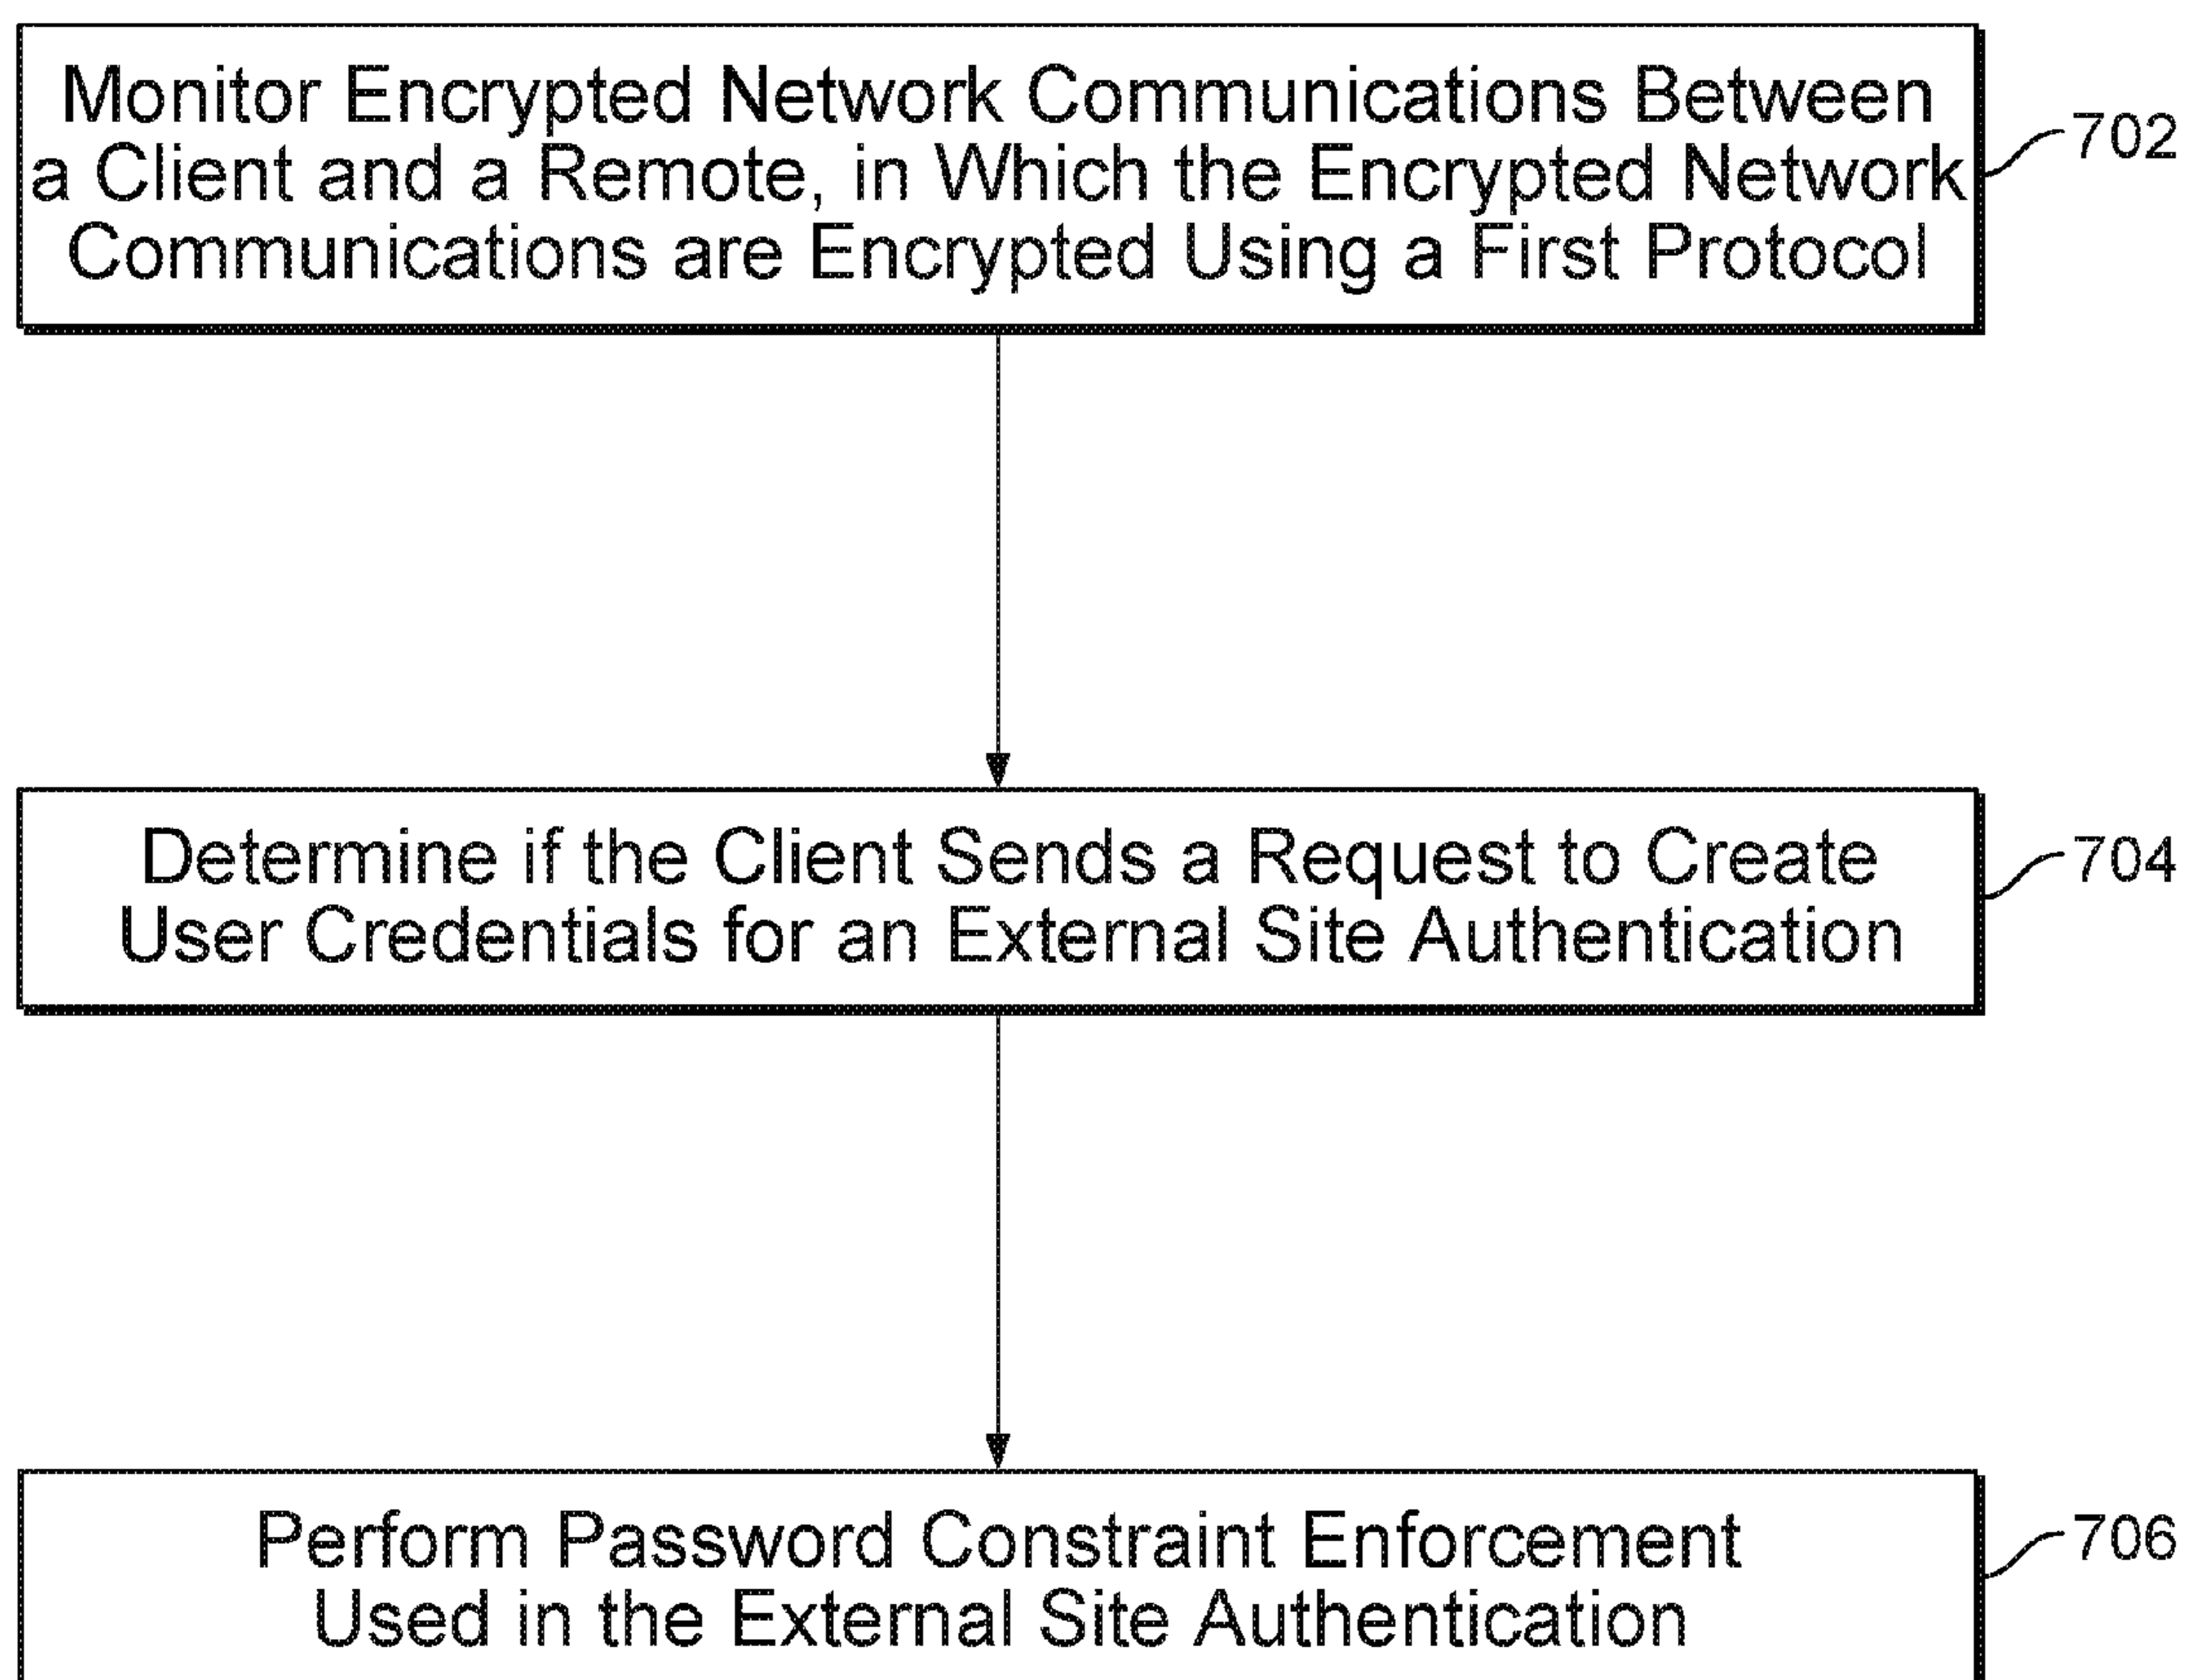 Monitor Encrypted Network Communications Between
a Client and a Remote, in Which the Encrypted Network
Communications are Encrypted Using a First Protocol
702
Determine if the Client Sends a Request to Create
User Credentials for an External Site Authentication
704
Perform Password Constraint Enforcement
Used in the External Site Authentication
706